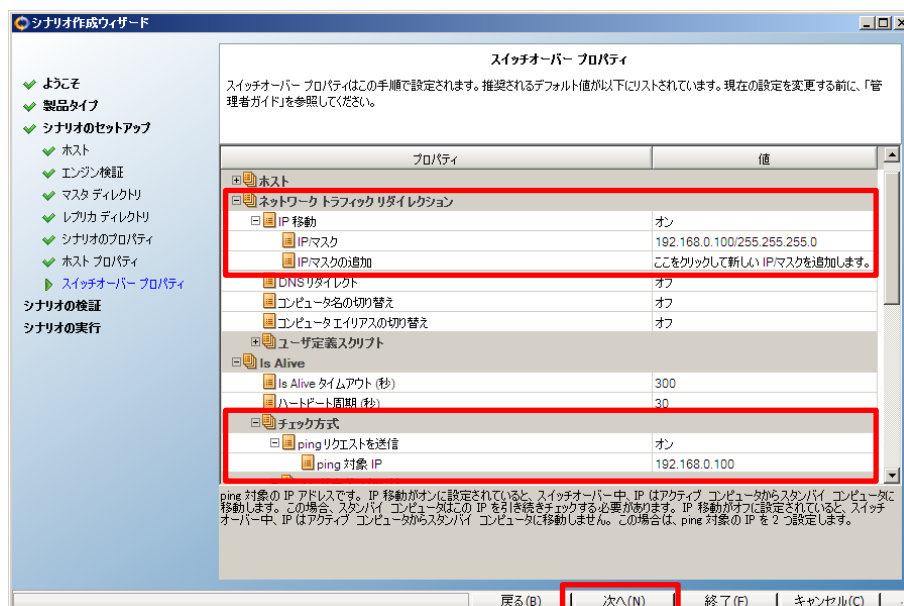 シナリオ作成ウィザード
ようこそ
製品タイプ
シナリオのセットアップ
ホスト
エンジン検証
マスタ ディレクトリ
レプリカ ディレクトリ
シナリオのプロパティ
ホスト プロパティ
スイッチオーバー プロパティ
シナリオの検証
シナリオの実行
スイッチオーバー プロパティ
スイッチオーバー プロパティはこの手順で設定されます。推奨されるデフォルト値が以下にリストされています。現在の設定を変更する前に、「管
理者ガイド」を参照してください。
プロパティ 値
ホスト
ネットワーク トラフィック リダイレクション
IP 移動 オン
IP/マスク 192.168.0.100/255.255.255.0
IP/マスクの追加 ここをクリックして新しい IP/マスクを追加します。
DNS リダイレクト オフ
コンピュータ名の切り替え オフ
コンピュータ エイリアスの切り替え オフ
ユーザ定義スクリプト
Is Alive
Is Alive タイムアウト (秒) 300
ハートビート周期 (秒) 30
チェック方式
ping リクエストを送信 オン
ping 対象 IP 192.168.0.100
ping 対象の IP アドレスです。IP 移動がオンに設定されていると、スイッチオーバー中、IP はアクティブ コンピュータからスタンバイ コンピュータに
移動します。この場合、スタンバイ コンピュータはこの IP を引き続きチェックする必要があります。IP 移動がオフに設定されていると、スイッチ
オーバー中、IP はアクティブ コンピュータからスタンバイ コンピュータに移動しません。この場合は、ping 対象の IP を 2 つ設定します。
戻る(B) 次へ(N) 終了(F) キャンセル(C)